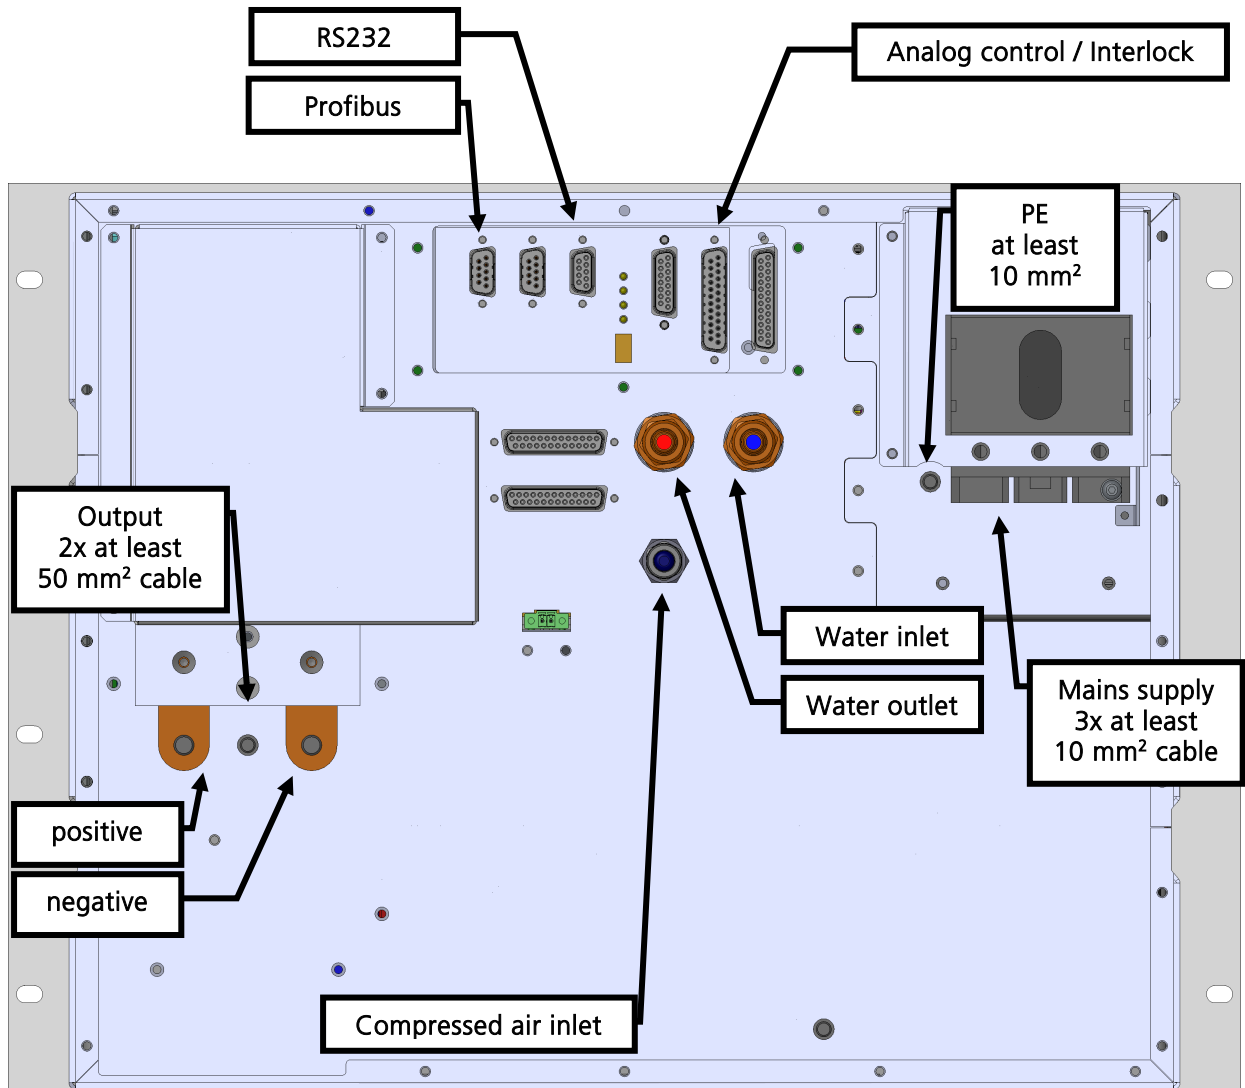 RS232
Analog control / Interlock
Profibus
PE
at least
10 mm²
Output
2x at least
50 mm² cable
Water inlet
Water outlet
Mains supply
3x at least
10 mm² cable
positive
negative
Compressed air inlet